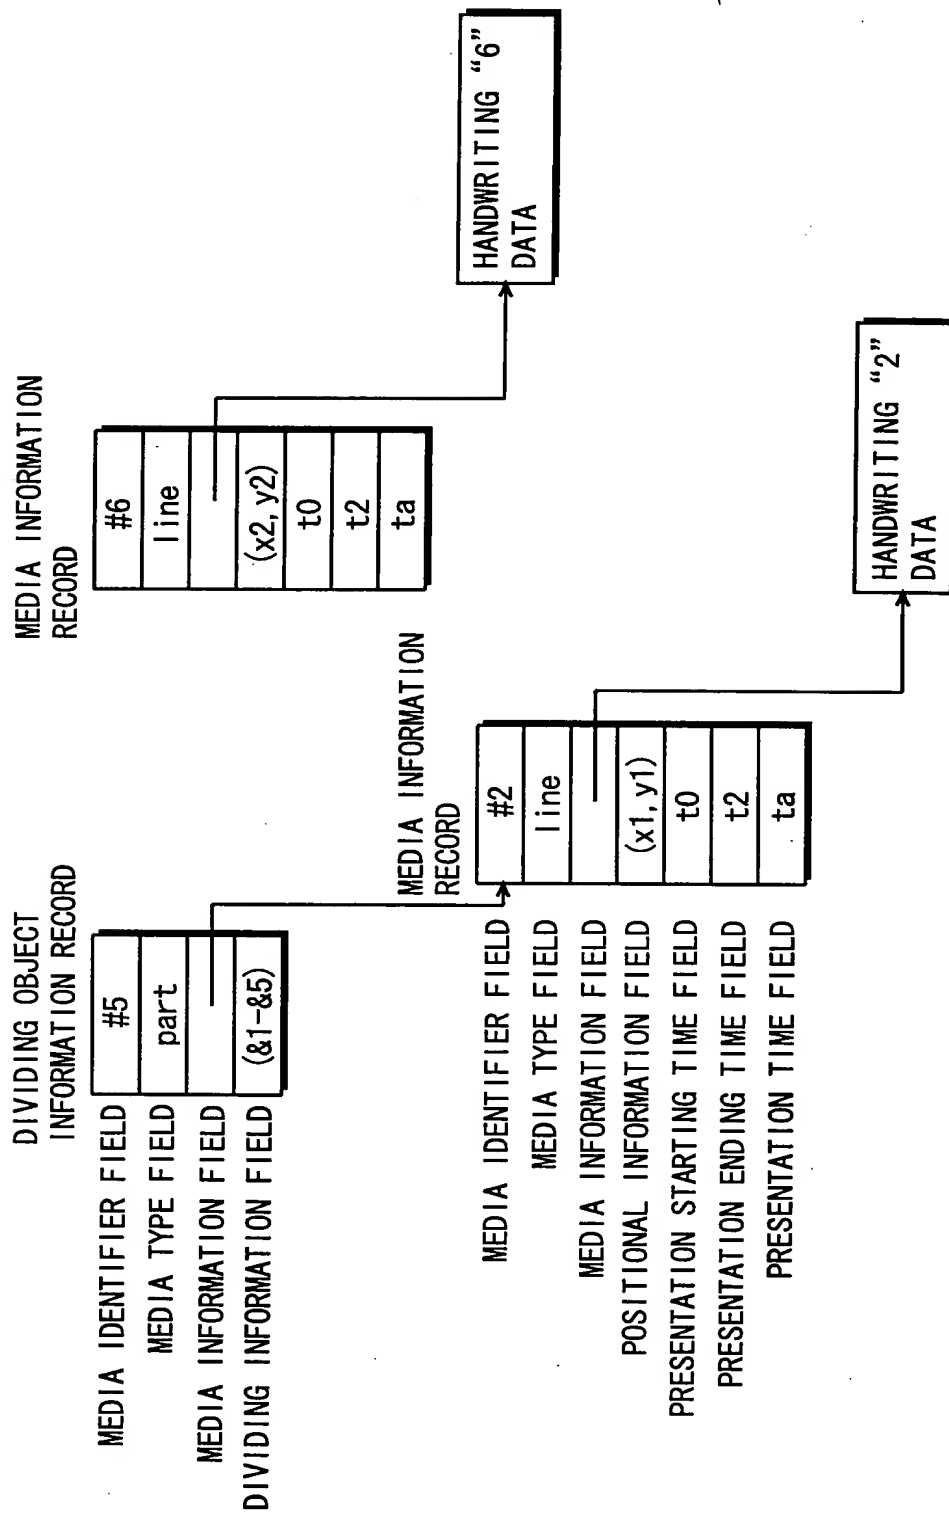 DIVIDING OBJECT
INFORMATION RECORD
MEDIA IDENTIFIER FIELD
#5
MEDIA TYPE FIELD
part
MEDIA INFORMATION FIELD
DIVIDING INFORMATION FIELD
(&1-&5)
MEDIA INFORMATION
RECORD
#6
line
(x2, y2)
t0
t2
ta
HANDWRITING “6”
DATA
MEDIA INFORMATION
RECORD
MEDIA IDENTIFIER FIELD
#2
MEDIA TYPE FIELD
line
MEDIA INFORMATION FIELD
POSITIONAL INFORMATION FIELD
(x1, y1)
PRESENTATION STARTING TIME FIELD
t0
PRESENTATION ENDING TIME FIELD
t2
PRESENTATION TIME FIELD
ta
HANDWRITING “2”
DATA